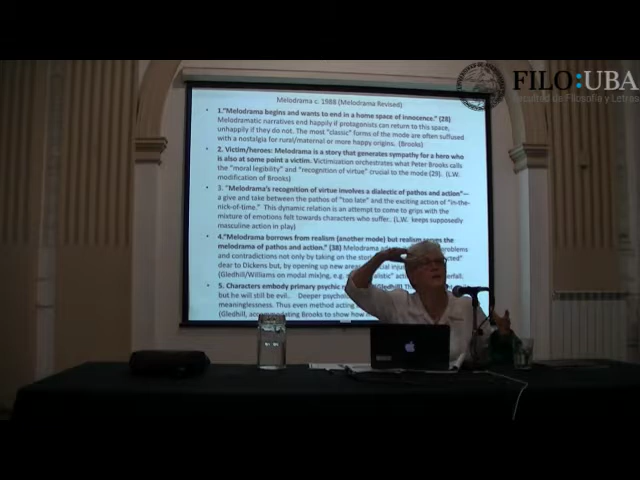 FILO:UBA
Facultad de Filosofía y Letras
Melodrama c. 1988 (Melodrama Revised)
• 1."Melodrama begins and wants to end in a home space of innocence." (28)
Melodramatic narratives end happily if protagonists can return to this space,
unhappily if they do not. The most "classic" forms of the mode are often suffused
with a nostalgia for rural/maternal or more happy origins. (Brooks)
• 2. Victim/heroes: Melodrama is a story that generates sympathy for a hero who
is also at some point a victim. Victimization orchestrates what Peter Brooks calls
the "moral legibility" and "recognition of virtue" crucial to the mode (29). (L.W.
modification of Brooks)
• 3. "Melodrama's recognition of virtue involves a dialectic of pathos and action"--
a give and take between the pathos of "too late" and the exciting action of "in-the-
nick-of-time." This dynamic relation is an attempt to come to grips with the
mixture of emotions felt towards characters who suffer. (L.W. keeps supposedly
masculine action in play)
• 4."Melodrama borrows from realism (another mode) but realism serves the
melodrama of pathos and action." (38) Melodrama problems
and contradictions not only by taking on the
dear to Dickens but, by opening up new areas
(Gledhill/Williams on modal mixing, e.g.
• 5. Characters embody primary psychic
but he will still be evil. Deeper
meaninglessness. Thus even method acting
(Gledhill, Brooks to show how